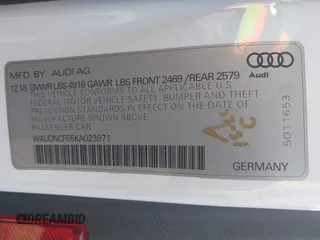 MFD. BY AUDI AG
12.18 GVWR LBS 4916 GAWR LBS FRONT 2469 / REAR 2579
THIS VEHICLE CONFORMS TO ALL APPLICABLE FEDERAL
MOTOR VEHICLE SAFETY, BUMPER AND THEFT
PREVENTION STANDARDS IN EFFECT ON THE DATE OF
MANUFACTURE SHOWN ABOVE.
PASSENGER CAR
WAUDNCF55KA023971
GERMANY
Audi
5011653
DREAMBID